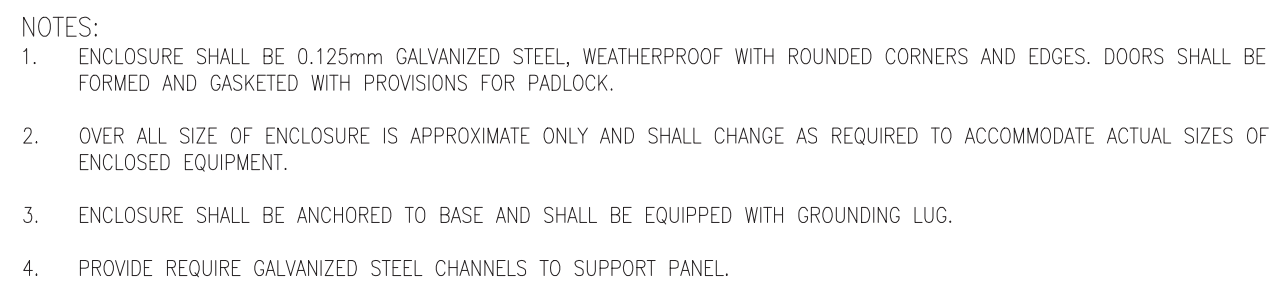 NOTES:
1. ENCLOSURE SHALL BE 0.125mm GALVANIZED STEEL, WEATHERPROOF WITH ROUNDED CORNERS AND EDGES. DOORS SHALL BE
FORMED AND GASKETED WITH PROVISIONS FOR PADLOCK.
2. OVER ALL SIZE OF ENCLOSURE IS APPROXIMATE ONLY AND SHALL CHANGE AS REQUIRED TO ACCOMMODATE ACTUAL SIZES OF
ENCLOSED EQUIPMENT.
3. ENCLOSURE SHALL BE ANCHORED TO BASE AND SHALL BE EQUIPPED WITH GROUNDING LUG.
4. PROVIDE REQUIRE GALVANIZED STEEL CHANNELS TO SUPPORT PANEL.